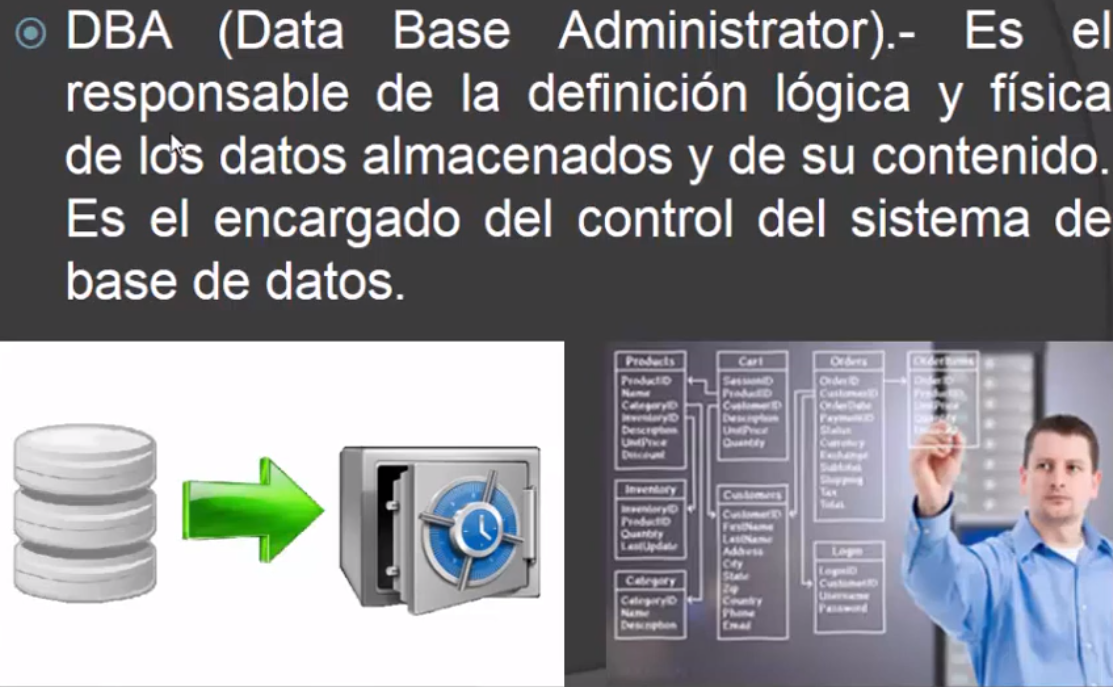 DBA (Data Base Administrator).- Es el
responsable de la definición lógica y física
de los datos almacenados y de su contenido.
Es el encargado del control del sistema de
base de datos.
Products
ProductID
Name
CategoryID
InventoryID
Description
UnitPrice
Discount
Inventory
InventoryID
ProductID
Quantity
LastUpdate
Category
CategoryID
Name
Description
Cart
SessionID
ProductID
CustomerID
Description
UnitPrice
Quantity
Customers
CustomerID
FirstName
LastName
Address
City
State
Zip
Country
Phone
Email
Orders
OrderID
CustomerID
OrderDate
PaymentID
Status
Currency
Exchange
Subtotal
Shipping
Tax
Total
Login
LoginID
CustomerID
Username
Password
OrderItems
OrderID
ProductID
UnitPrice
Quantity